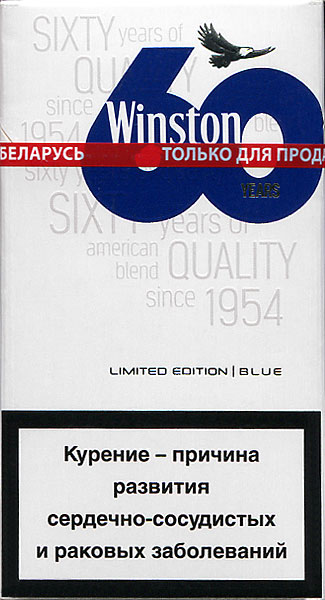 SIXTY years of
QUALITY
since
1954
60
Winston
БЕЛАРУСЬ
ТОЛЬКО ДЛЯ
sixty
YEARS
SIXTY years of
american
blend QUALITY
since 1954
LIMITED EDITION | BLUE
Курение – причина
развития
сердечно-сосудистых
и раковых заболеваний